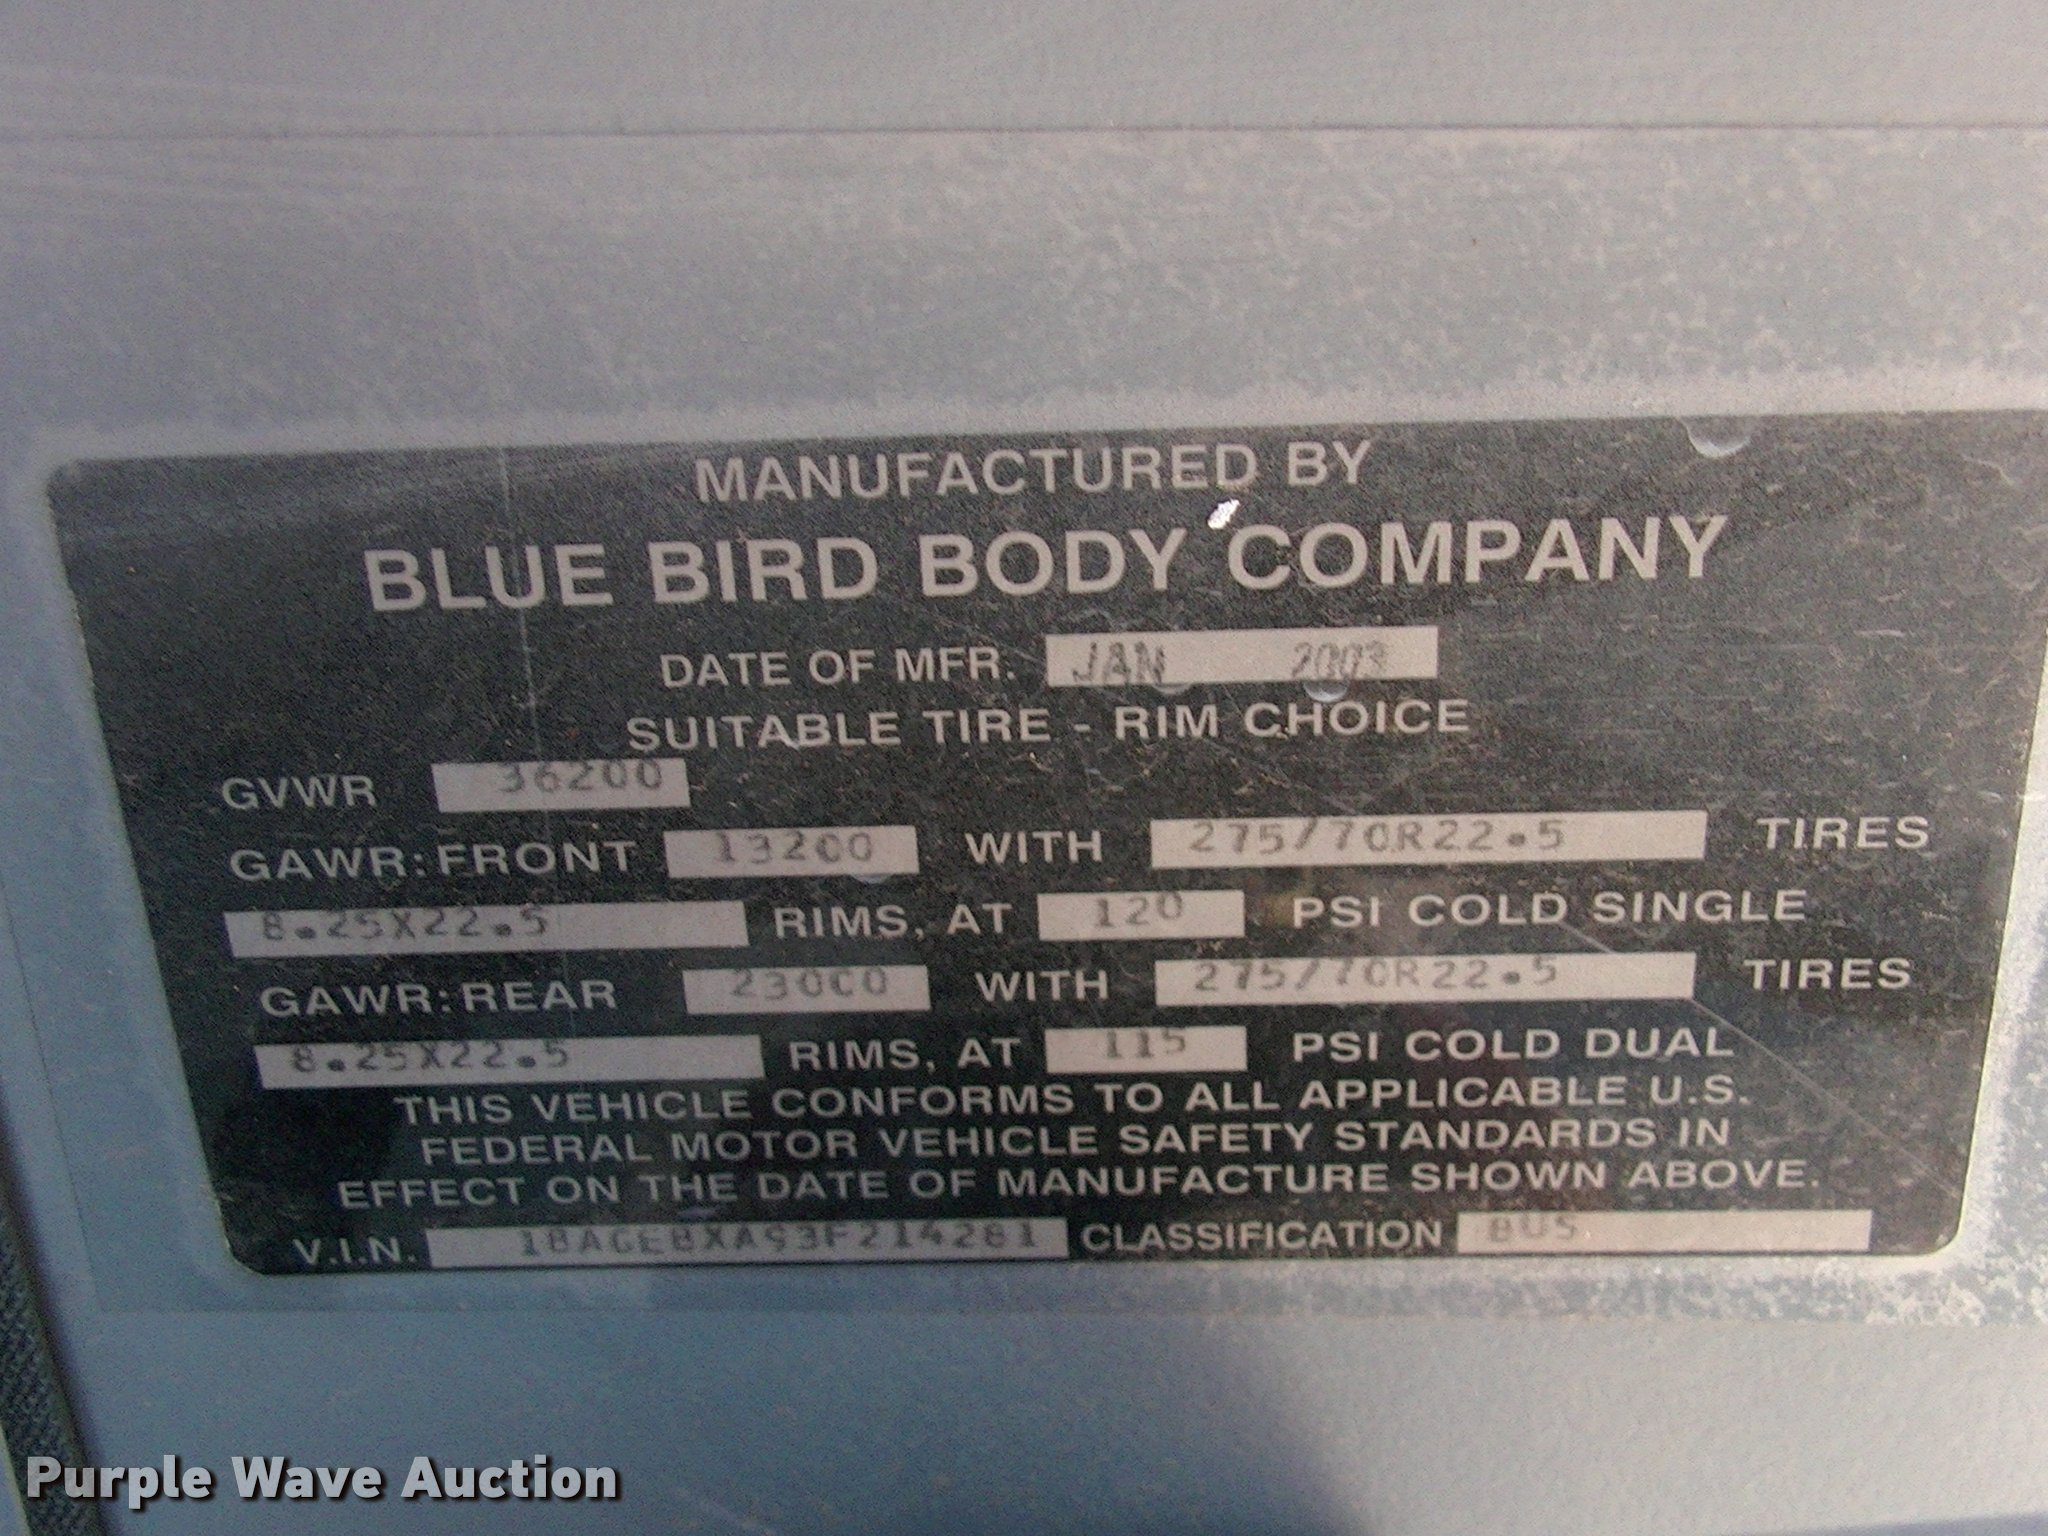 MANUFACTURED BY
BLUE BIRD BODY COMPANY
DATE OF MFR. JAN 2003
SUITABLE TIRE - RIM CHOICE
GVWR 36200
GAWR: FRONT 13200 WITH 275/70R22.5 TIRES
8.25X22.5 RIMS, AT 120 PSI COLD SINGLE
GAWR: REAR 23000 WITH 275/70R22.5 TIRES
8.25X22.5 RIMS, AT 115 PSI COLD DUAL
THIS VEHICLE CONFORMS TO ALL APPLICABLE U.S.
FEDERAL MOTOR VEHICLE SAFETY STANDARDS IN
EFFECT ON THE DATE OF MANUFACTURE SHOWN ABOVE.
V.I.N. CLASSIFICATION BUS
Purple Wave Auction